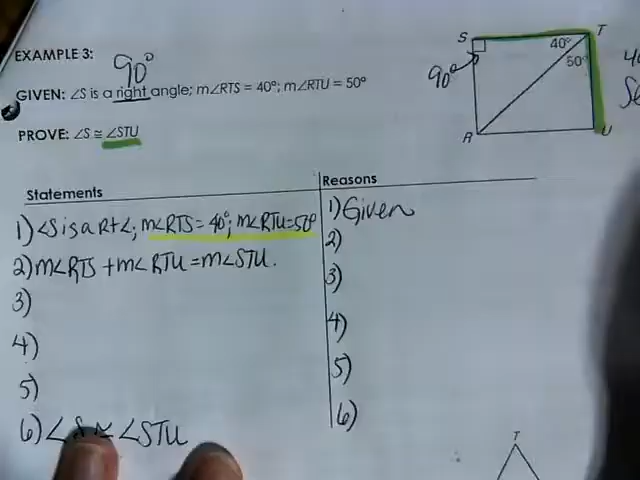 EXAMPLE 3:
90°
GIVEN: ∠S is a right angle; m∠RTS = 40°; m∠RTU = 50°
PROVE: ∠S ≅ ∠STU
S
T
40°
50°
90°
R
U
Statements
Reasons
1) ∠S is a Rt ∠; m∠RTS = 40°; m∠RTU = 50°
1) Given
2) m∠RTS + m∠RTU = m∠STU.
2)
3)
3)
4)
4)
5)
5)
6) ∠S ≅ ∠STU
6)
T